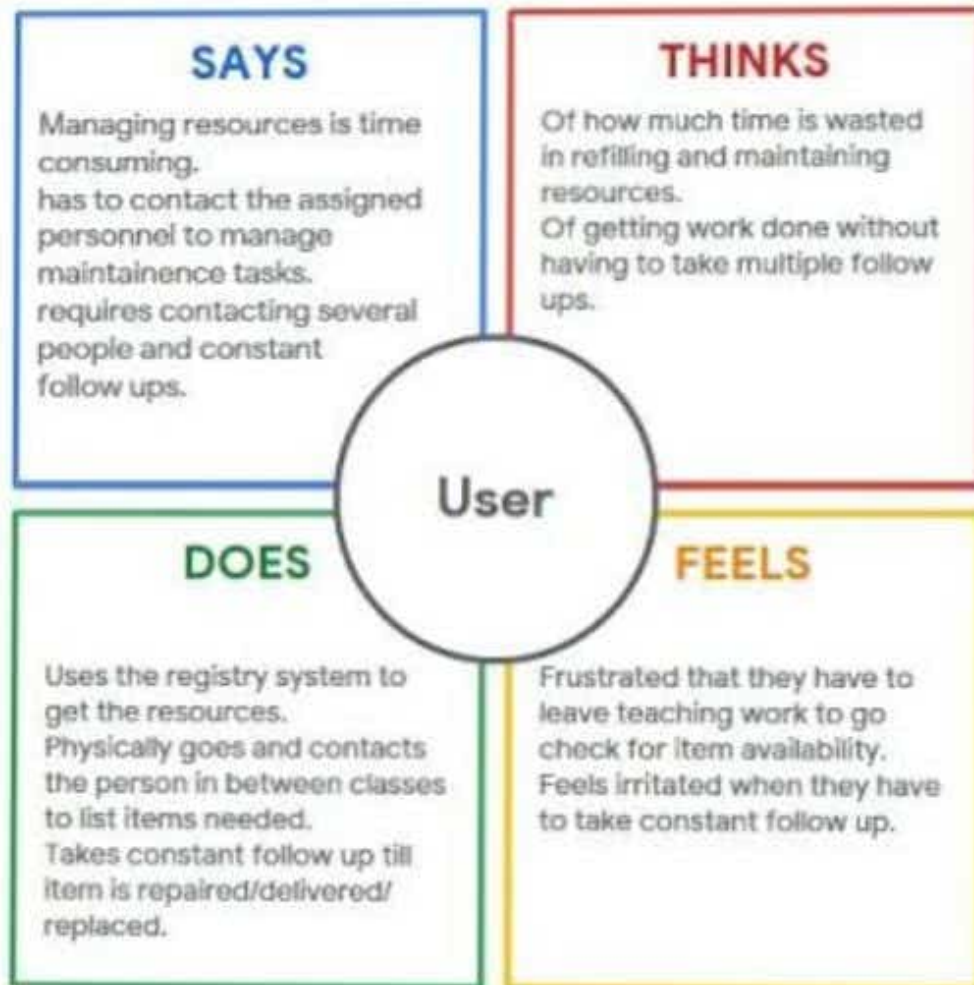 SAYS
Managing resources is time
consuming.
has to contact the assigned
personnel to manage
maintainence tasks.
requires contacting several
people and constant
follow ups.
THINKS
Of how much time is wasted
in refilling and maintaining
resources.
Of getting work done without
having to take multiple follow
ups.
User
DOES
Uses the registry system to
get the resources.
Physically goes and contacts
the person in between classes
to list items needed.
Takes constant follow up till
item is repaired/delivered/
replaced.
FEELS
Frustrated that they have to
leave teaching work to go
check for item availability.
Feels irritated when they have
to take constant follow up.